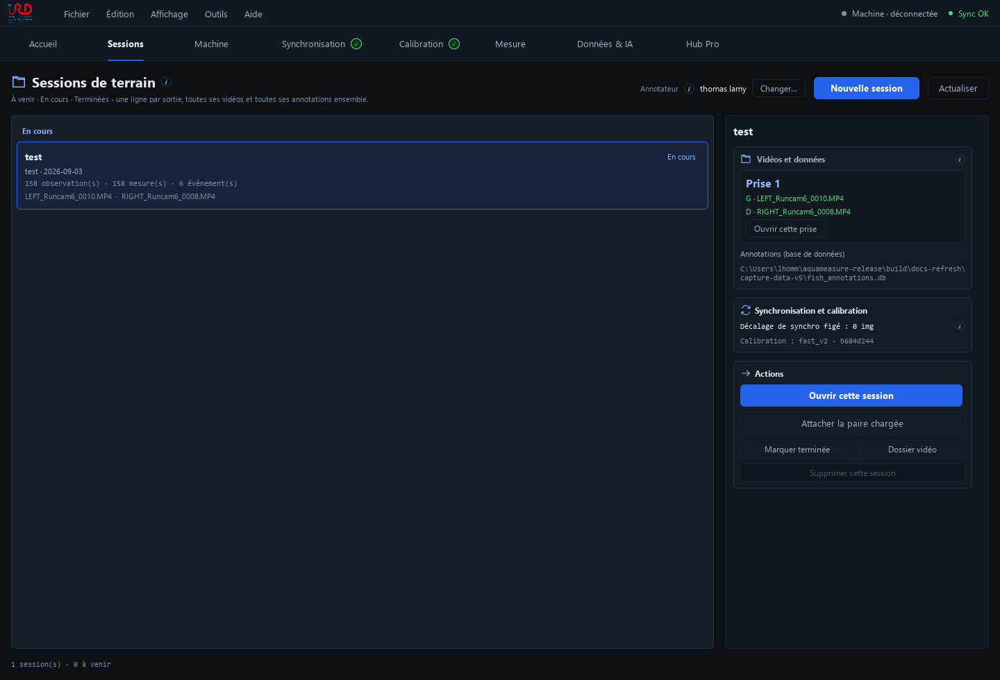 IRD
Fichier Édition Affichage Outils Aide
Machine · déconnectée Sync OK
Accueil Sessions Machine Synchronisation ✓ Calibration ✓ Mesure Données & IA Hub Pro
Sessions de terrain i
À venir · En cours · Terminées - une ligne par sortie, toutes ses vidéos et toutes ses annotations ensemble.
Annotateur i thomas lamy Changer... Nouvelle session Actualiser
En cours
test En cours
test · 2026-09-03
158 observation(s) · 158 mesure(s) · 6 événement(s)
LEFT_Runcam6_0010.MP4 · RIGHT_Runcam6_0008.MP4
test
Vidéos et données i
Prise 1
G · LEFT_Runcam6_0010.MP4
D · RIGHT_Runcam6_0008.MP4
Ouvrir cette prise
Annotations (base de données)
C:\Users\lhomm\aquameasure-release\build\docs-refresh\
capture-data-v5\fish_annotations.db
Synchronisation et calibration
Décalage de synchro figé : 0 img i
Calibration : fast_v2 · b684d244
Actions
Ouvrir cette session
Attacher la paire chargée
Marquer terminée Dossier vidéo
Supprimer cette session
1 session(s) · 0 à venir